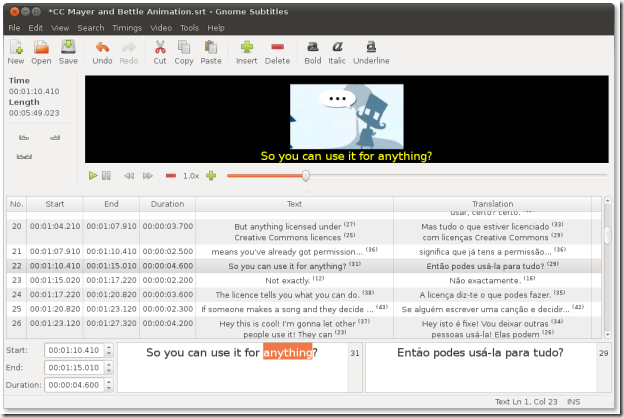 *CC Mayer and Bettle Animation.srt - Gnome Subtitles
File Edit View Search Timings Video Tools Help
New Open Save Undo Redo Cut Copy Paste Insert Delete Bold Italic Underline
Time
00:01:10.410
Length
00:05:49.023
So you can use it for anything?
1.0x
No. Start End Duration Text Translation
usar, certo? certo.
20 00:01:04.210 00:01:07.910 00:00:03.700 But anything licensed under (27) Mas tudo o que estiver licenciado (33)
Creative Commons licences (25) com licenças Creative Commons (29)
21 00:01:07.910 00:01:10.410 00:00:02.500 means you've already got permission... (36) significa que já tens a permissão... (36)
22 00:01:10.410 00:01:15.010 00:00:04.600 So you can use it for anything? (31) Então podes usá-la para tudo? (29)
23 00:01:15.020 00:01:17.220 00:00:02.200 Not exactly. (12) Não exactamente. (16)
24 00:01:17.220 00:01:20.820 00:00:03.600 The licence tells you what you can do. (38) A licença diz-te o que podes fazer. (35)
25 00:01:20.820 00:01:23.120 00:00:02.300 If someone makes a song and they decide ... (43) Se alguém escrever uma canção e decidir... (42)
26 00:01:23.120 00:01:27.320 00:00:04.200 Hey this is cool! I'm gonna let other (37) Hey isto é fixe! Vou deixar outras (34)
people use it! They can (23) pessoas usá-la! Elas podem (26)
Start: 00:01:10.410
End: 00:01:15.010
Duration: 00:00:04.600
So you can use it for anything? 31
Então podes usá-la para tudo? 29
Text Ln 1, Col 23 INS